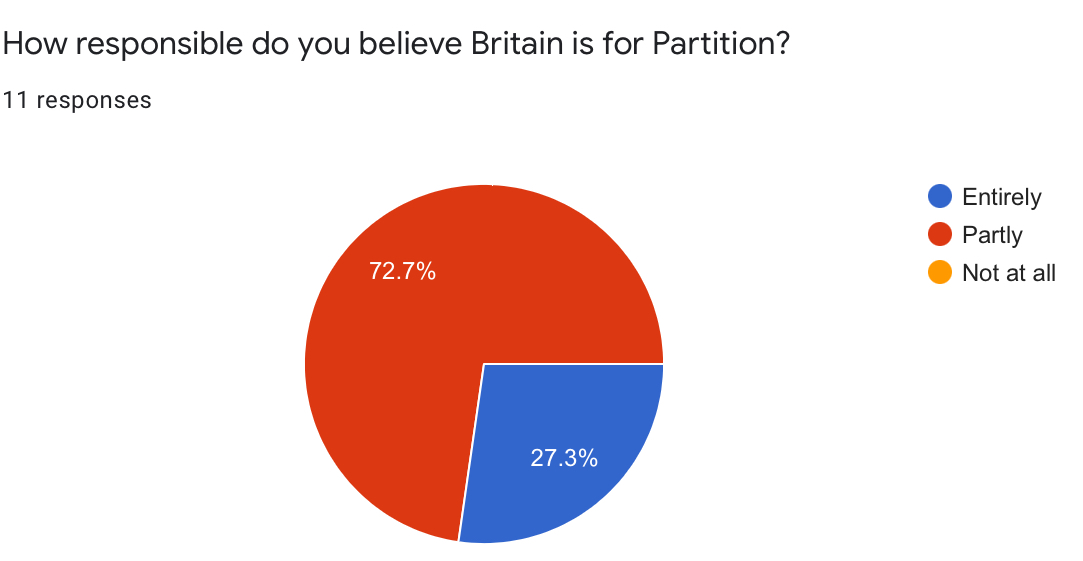 How responsible do you believe Britain is for Partition?
11 responses
Entirely
Partly
Not at all
72.7%
27.3%